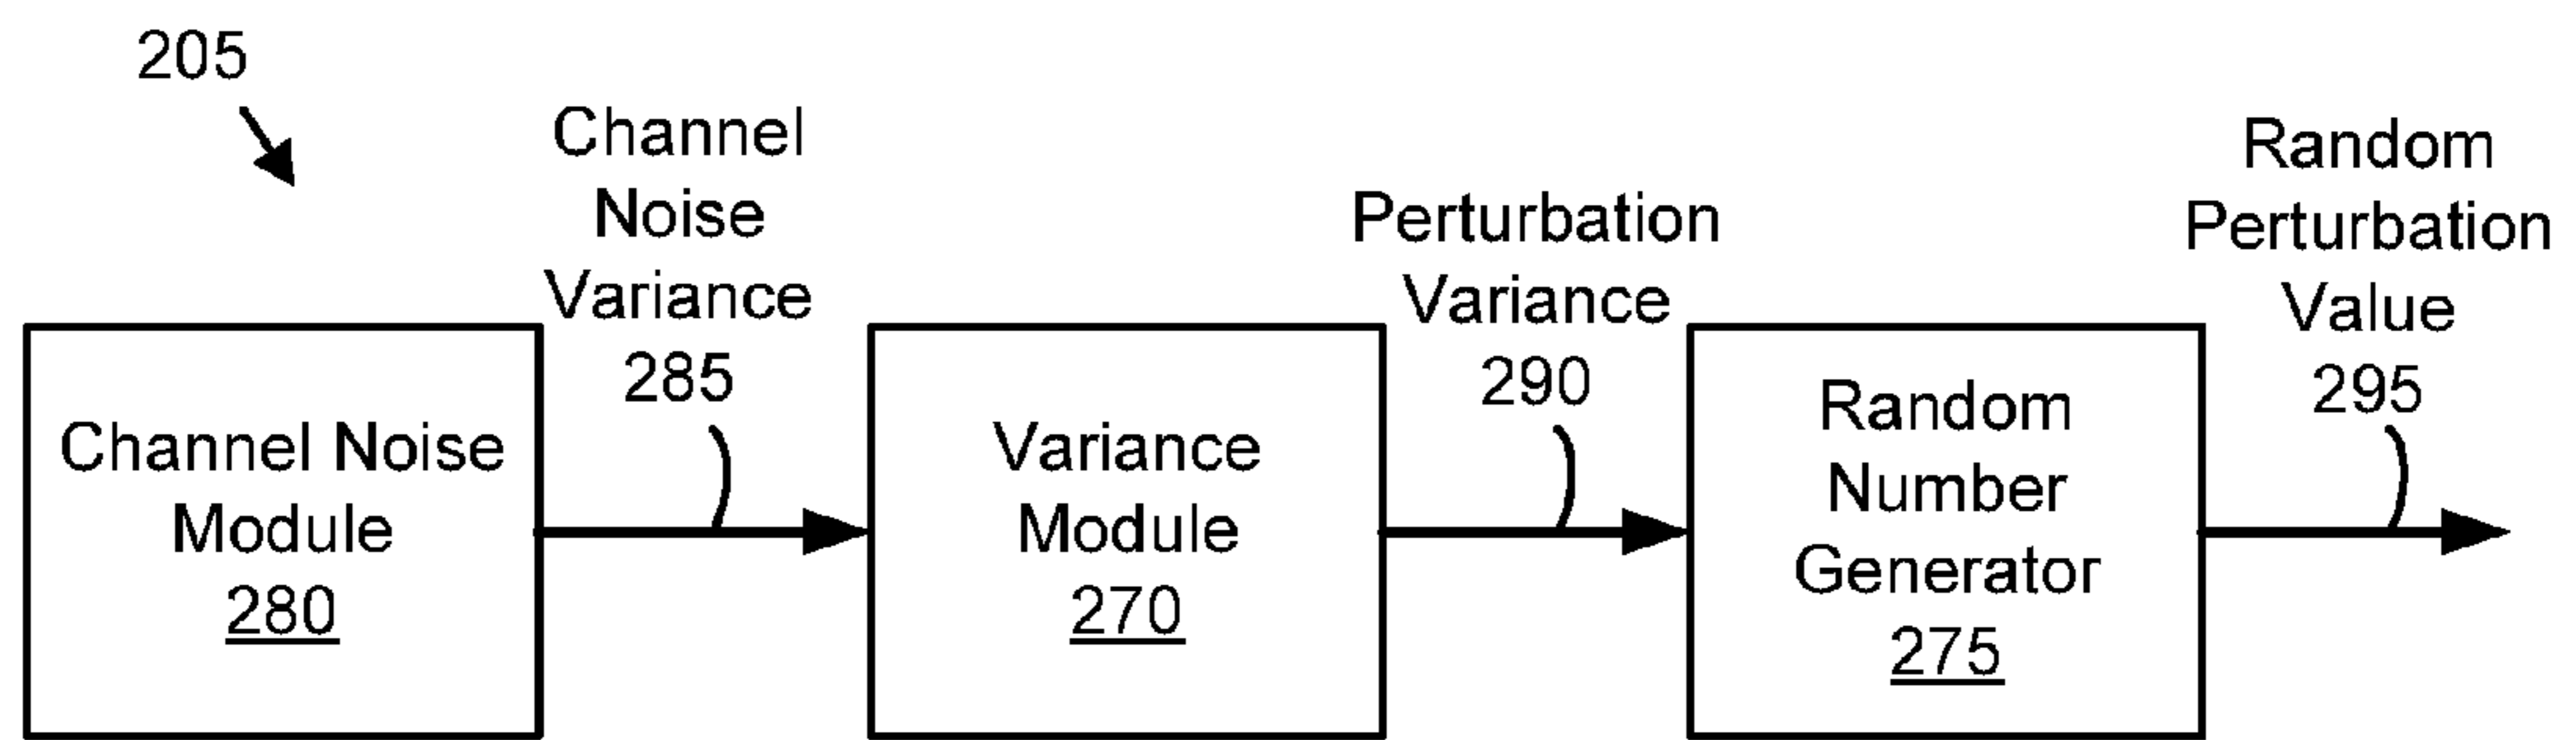 205
Channel
Noise
Variance
285
Perturbation
Variance
290
Random
Perturbation
Value
295
Channel Noise
Module
280
Variance
Module
270
Random
Number
Generator
275